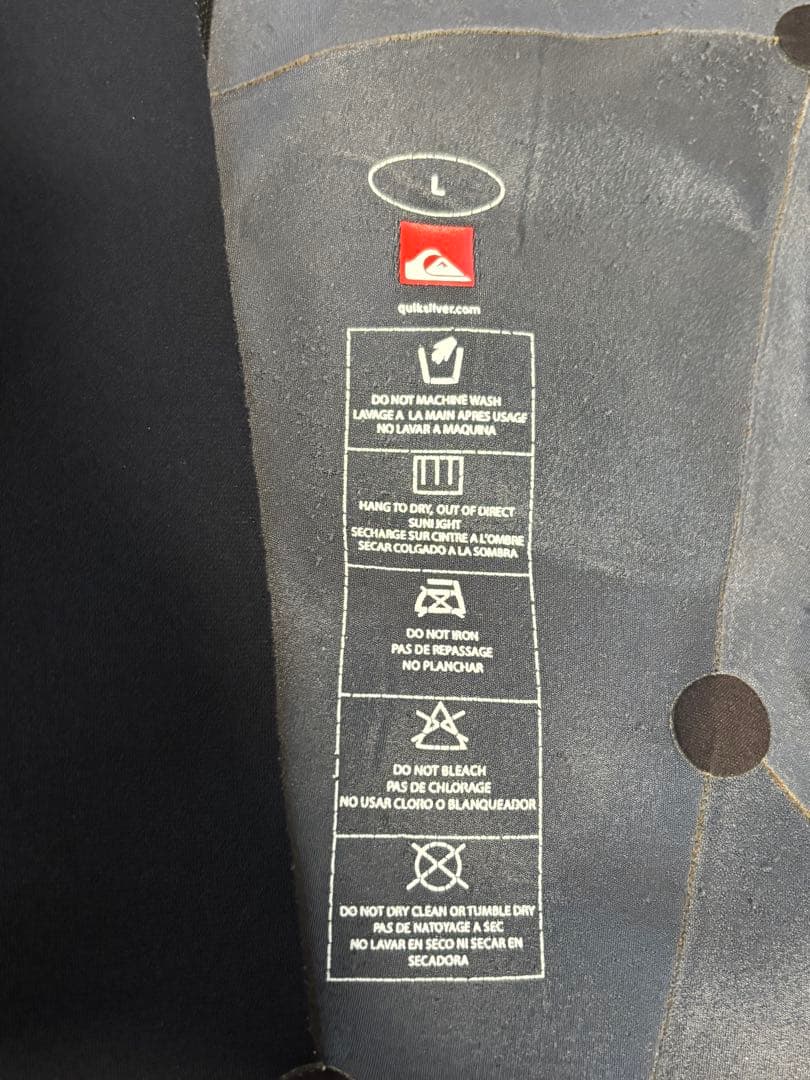 L
quiksilver.com
DO NOT MACHINE WASH
LAVAGE A LA MAIN APRES USAGE
NO LAVAR A MAQUINA
HANG TO DRY, OUT OF DIRECT
SUNLIGHT
SECHARGE SUR CINTRE A L'OMBRE
SECAR COLGADO A LA SOMBRA
DO NOT IRON
PAS DE REPASSAGE
NO PLANCHAR
DO NOT BLEACH
PAS DE CHLORAGE
NO USAR CLORO O BLANQUEADOR
DO NOT DRY CLEAN OR TUMBLE DRY
PAS DE NATOYAGE A SEC
NO LAVAR EN SECO NI SECAR EN
SECADORA